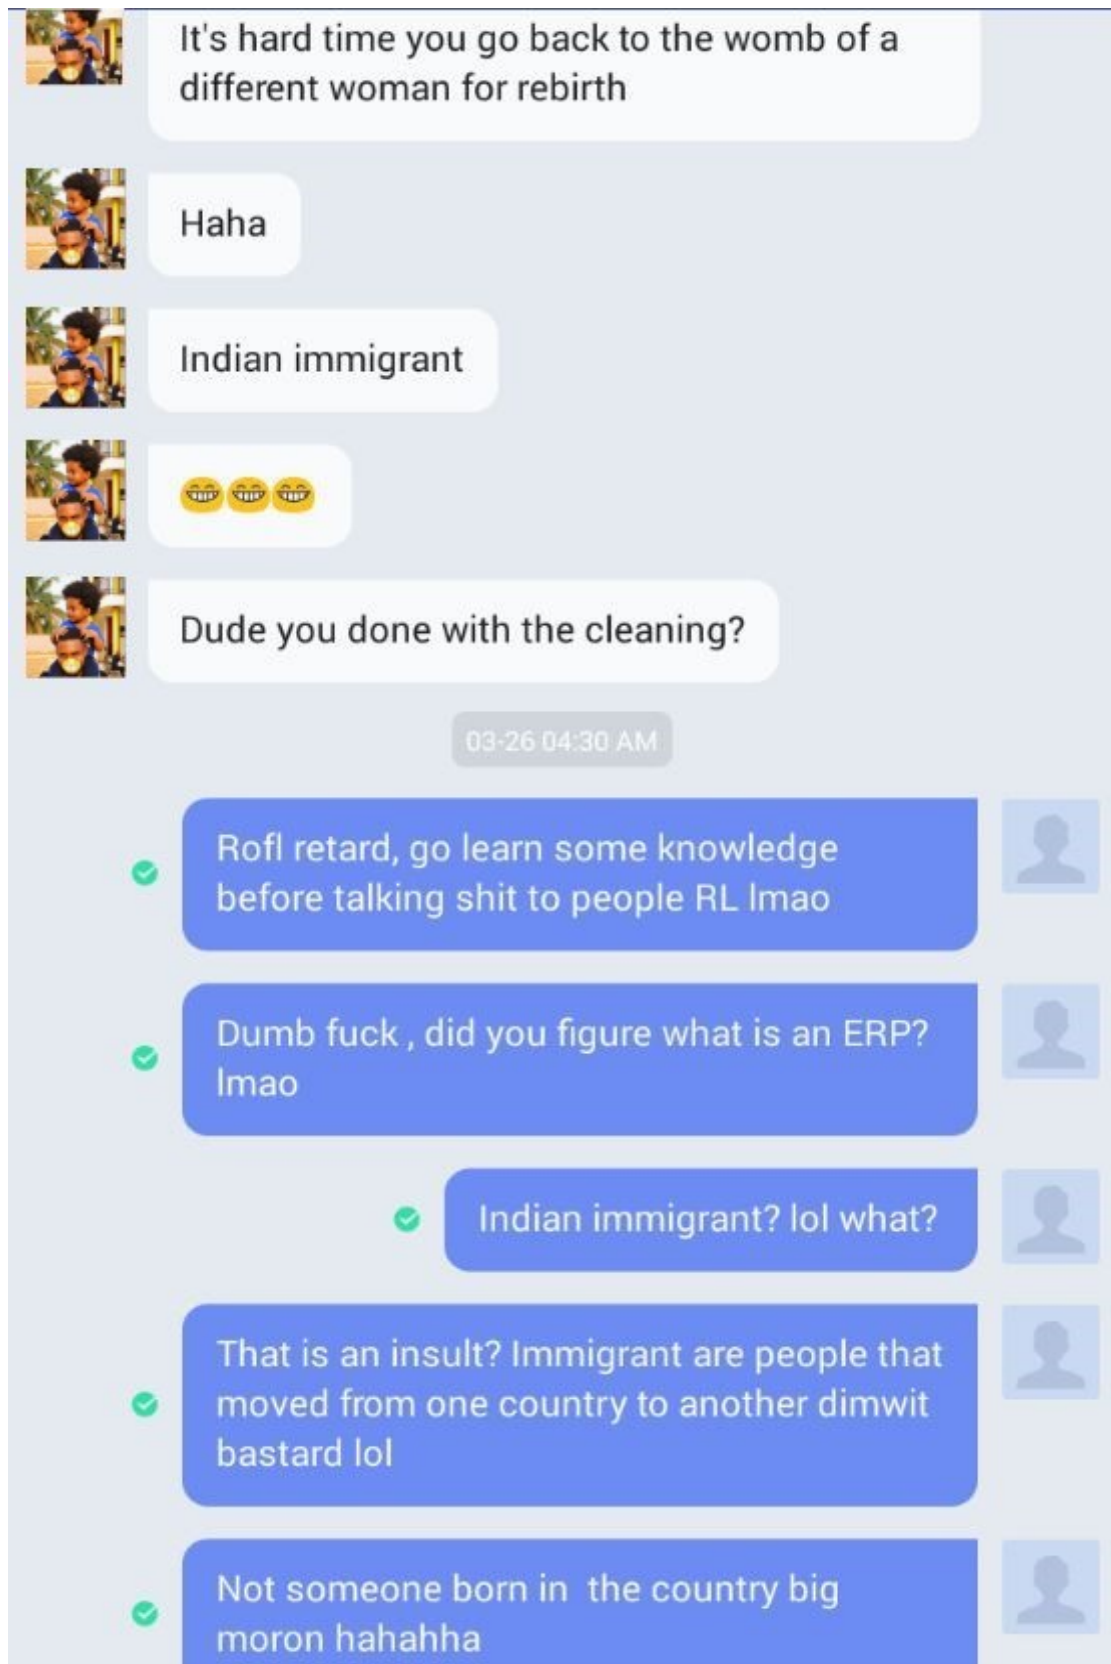 It's hard time you go back to the womb of a
different woman for rebirth
Haha
Indian immigrant
😁😁😁
Dude you done with the cleaning?
03-26 04:30 AM
Rofl retard, go learn some knowledge
before talking shit to people RL lmao
Dumb fuck , did you figure what is an ERP?
lmao
Indian immigrant? lol what?
That is an insult? Immigrant are people that
moved from one country to another dimwit
bastard lol
Not someone born in  the country big
moron hahahha